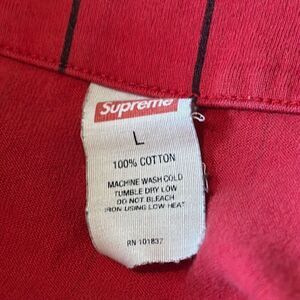 Supreme
L
100% COTTON
MACHINE WASH COLD
TUMBLE DRY LOW
DO NOT BLEACH
IRON USING LOW HEAT
RN 101837